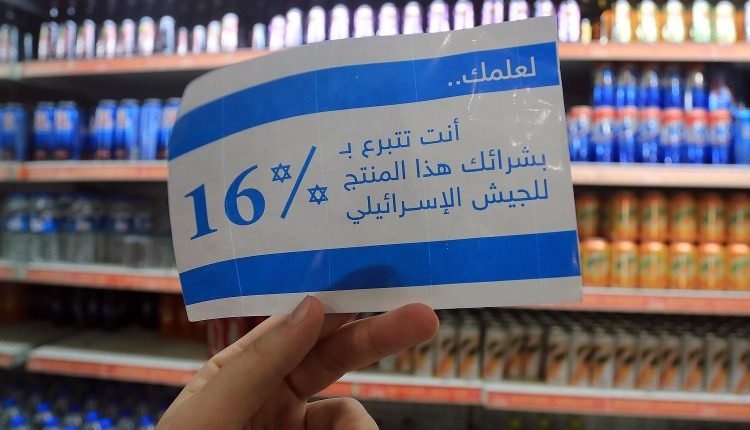 لعلمك..
أنت تتبرع بـ
16%
بشرائك هذا المنتج
للجيش الإسرائيلي